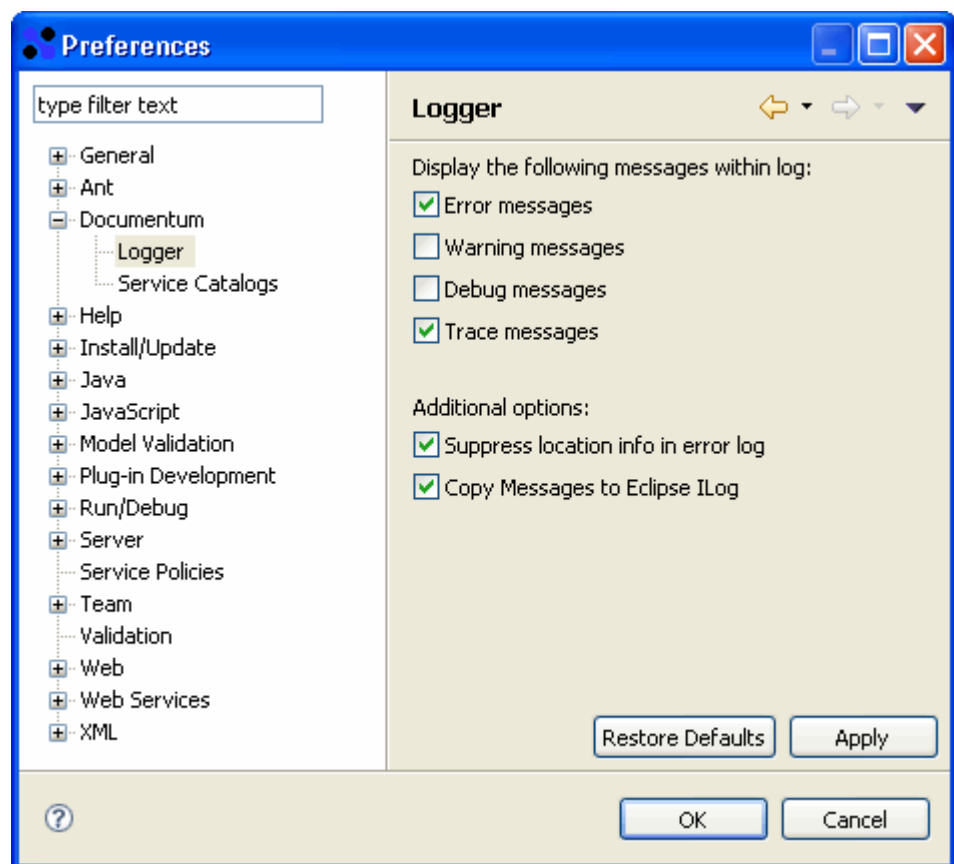 Preferences
type filter text
General
Ant
Documentum
Logger
Service Catalogs
Help
Install/Update
Java
JavaScript
Model Validation
Plug-in Development
Run/Debug
Server
Service Policies
Team
Validation
Web
Web Services
XML
Logger
Display the following messages within log:
Error messages
Warning messages
Debug messages
Trace messages
Additional options:
Suppress location info in error log
Copy Messages to Eclipse ILog
Restore Defaults
Apply
?
OK
Cancel